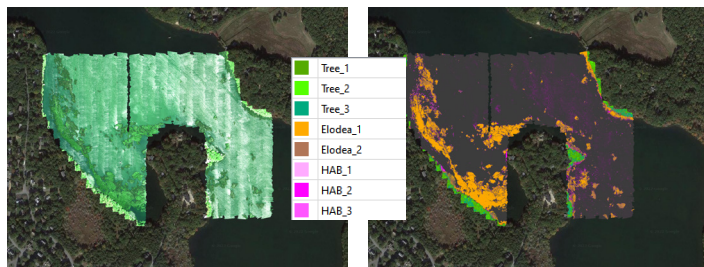 Tree_1
Tree_2
Tree_3
Elodea_1
Elodea_2
HAB_1
HAB_2
HAB_3